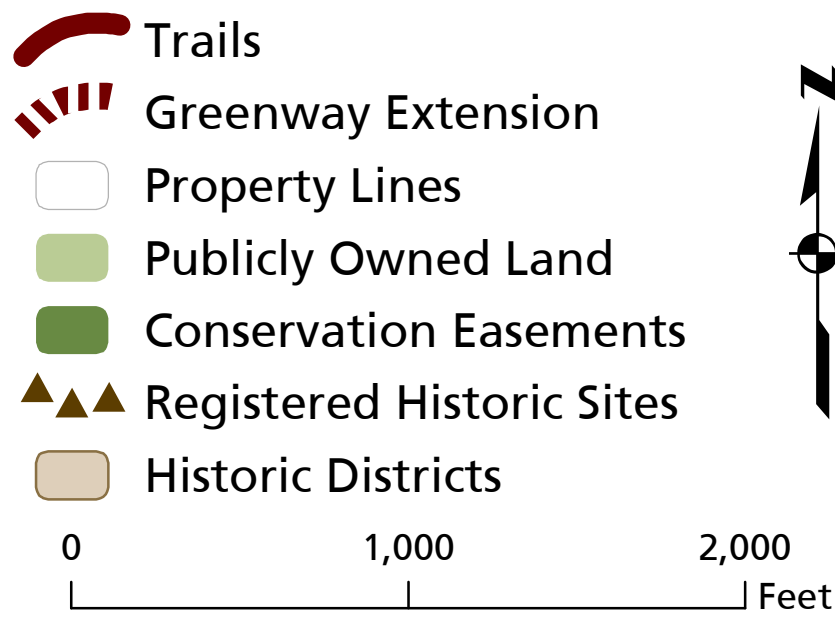 Trails
Greenway Extension
Property Lines
Publicly Owned Land
Conservation Easements
Registered Historic Sites
Historic Districts
0 1,000 2,000
Feet
N